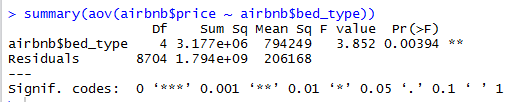 > summary(aov(airbnb$price ~ airbnb$bed_type))
Df Sum Sq Mean Sq F value Pr(>F)
airbnb$bed_type 4 3.177e+06 794249 3.852 0.00394 **
Residuals 8704 1.794e+09 206168
---
Signif. codes: 0 ‘***’ 0.001 ‘**’ 0.01 ‘*’ 0.05 ‘.’ 0.1 ‘ ’ 1